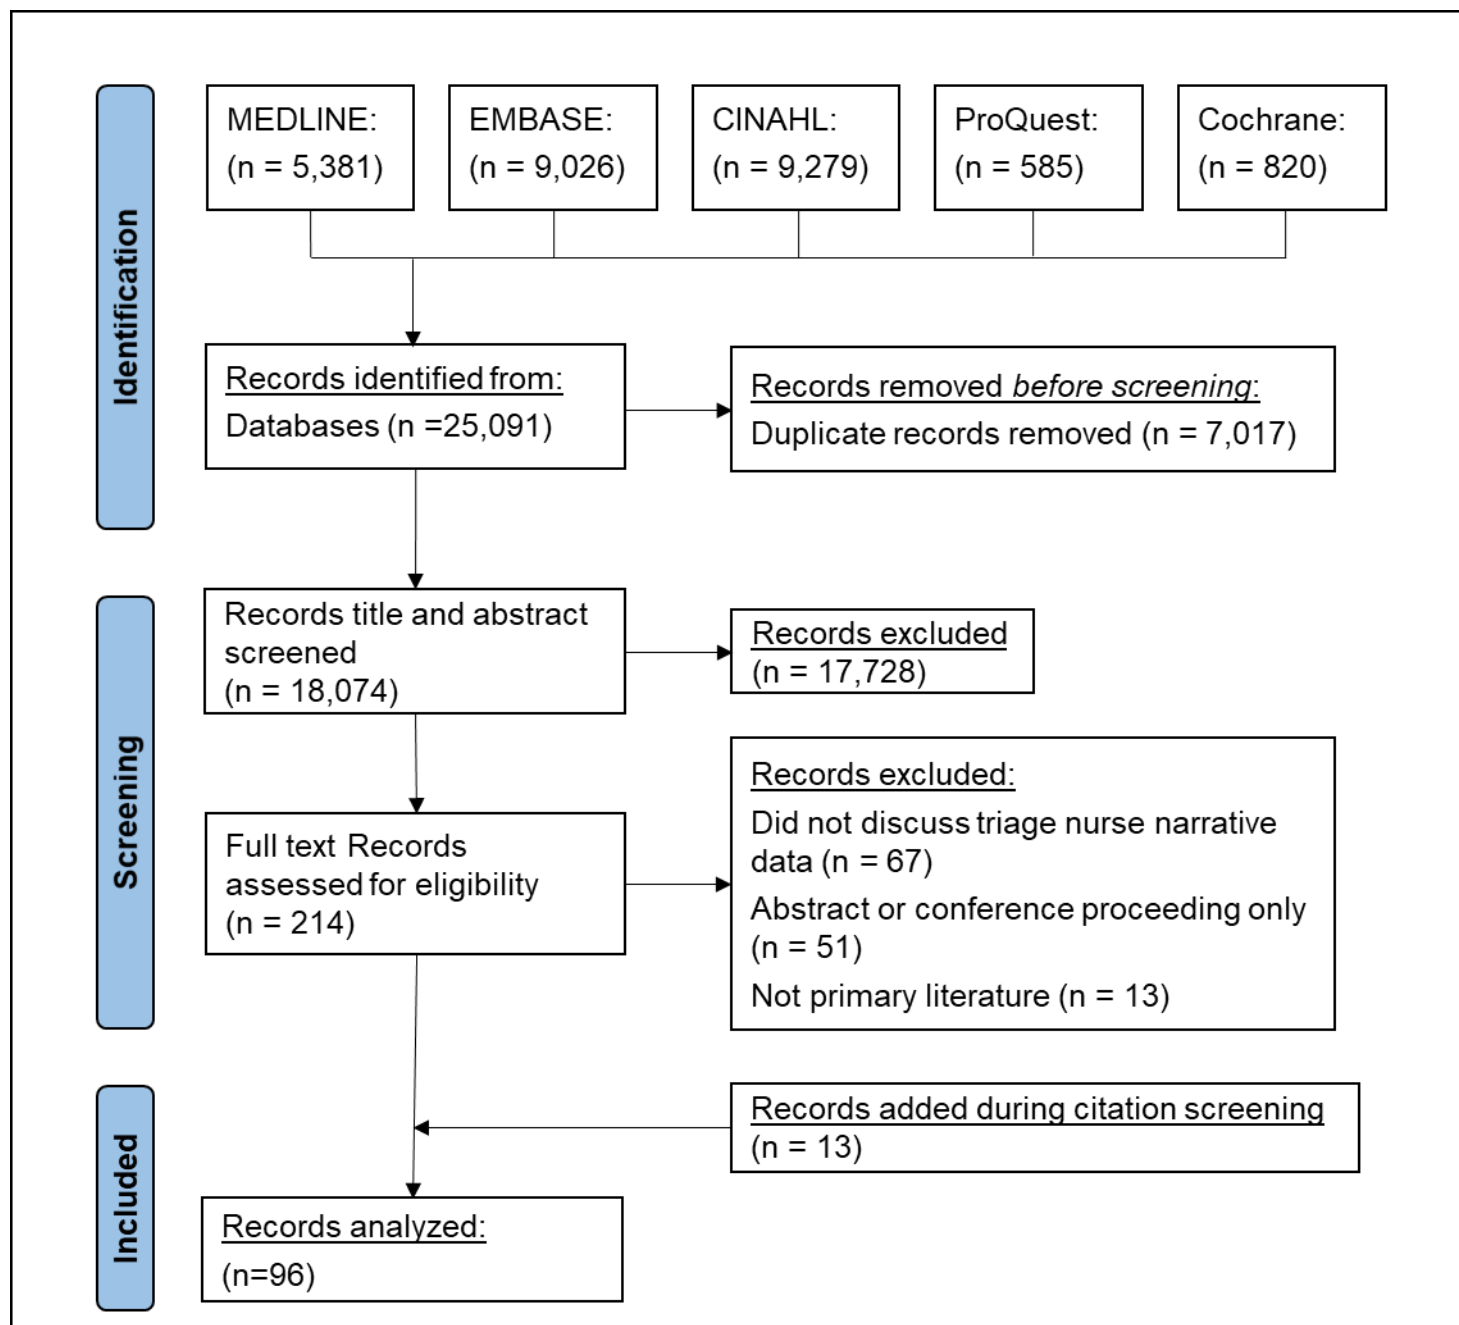 Identification
MEDLINE:
(n = 5,381)
EMBASE:
(n = 9,026)
CINAHL:
(n = 9,279)
ProQuest:
(n = 585)
Cochrane:
(n = 820)
Records identified from:
Databases (n =25,091)
Records removed before screening:
Duplicate records removed (n = 7,017)
Screening
Records title and abstract
screened
(n = 18,074)
Records excluded
(n = 17,728)
Full text Records
assessed for eligibility
(n = 214)
Records excluded:
Did not discuss triage nurse narrative
data (n = 67)
Abstract or conference proceeding only
(n = 51)
Not primary literature (n = 13)
Included
Records added during citation screening
(n = 13)
Records analyzed:
(n=96)